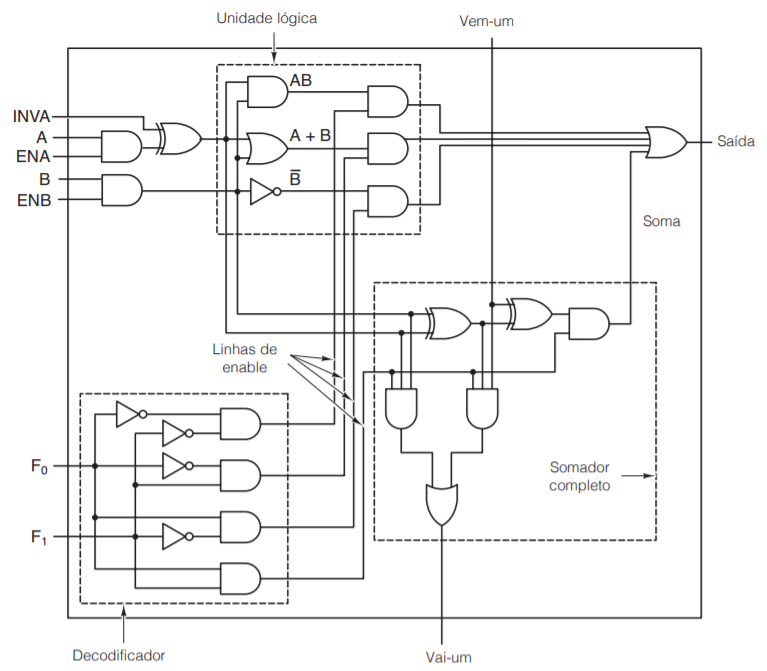 Unidade lógica
Vem-um
INVA
A
ENA
B
ENB
AB
A + B
B̅
Saída
Soma
Linhas de
enable
F₀
F₁
Somador
completo
Decodificador
Vai-um